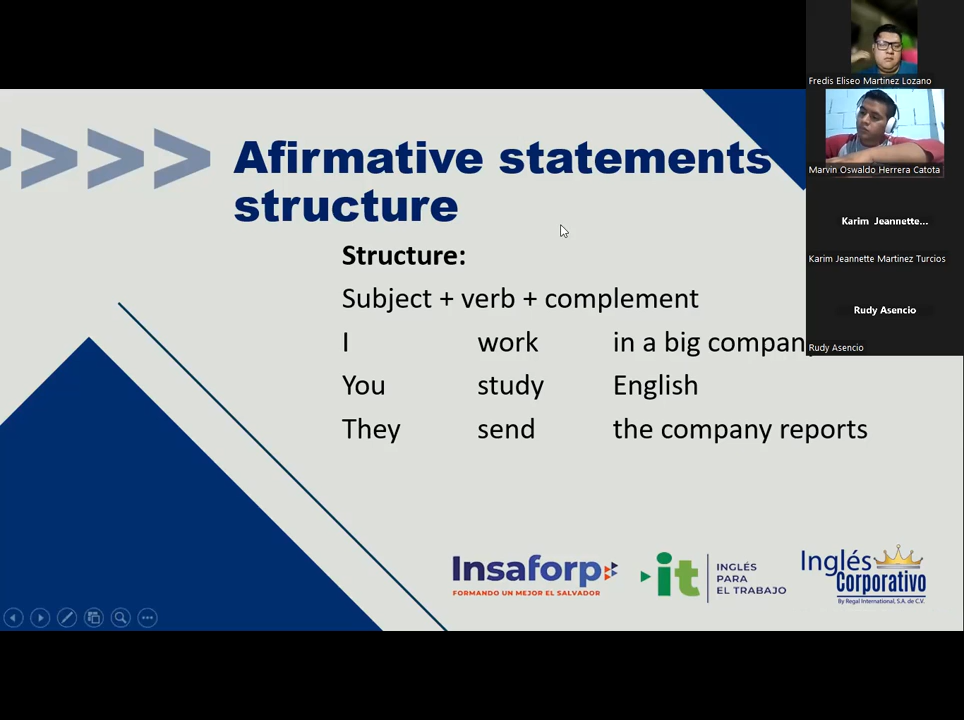 Afirmative statements
structure
Structure:
Subject + verb + complement
I work in a big company
You study English
They send the company reports
Insaforp
FORMANDO UN MEJOR EL SALVADOR
it
INGLÉS
PARA
EL TRABAJO
Inglés
Corporativo
By Regal International, S.A. de C.V.
Fredis Eliseo Martinez Lozano
Marvin Oswaldo Herrera Catota
Karim Jeannette...
Karim Jeannette Martinez Turcios
Rudy Asencio
Rudy Asencio